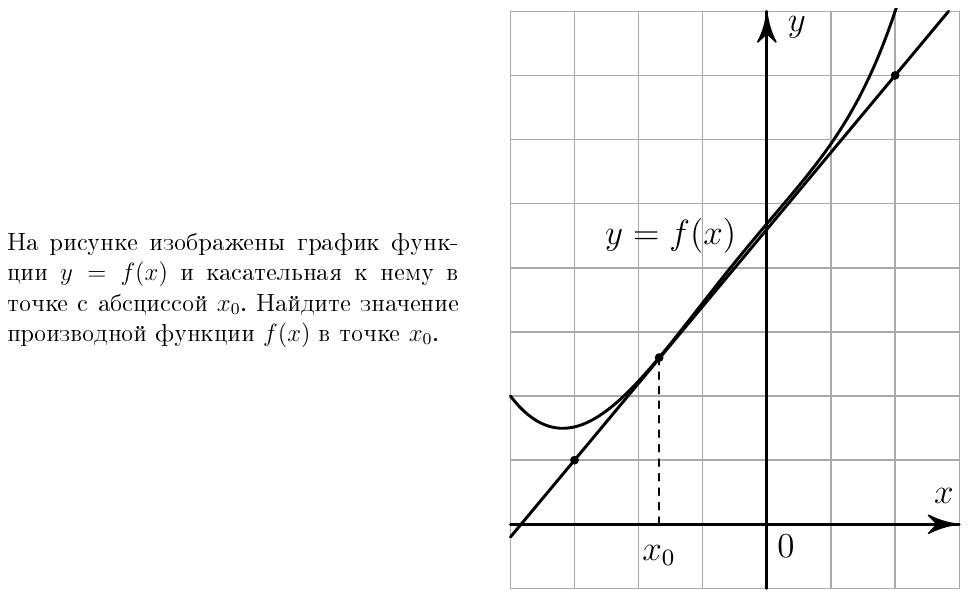 На рисунке изображены график функ-
ции y = f(x) и касательная к нему в
точке с абсциссой x₀. Найдите значение
производной функции f(x) в точке x₀.
y
y = f(x)
x
x₀
0